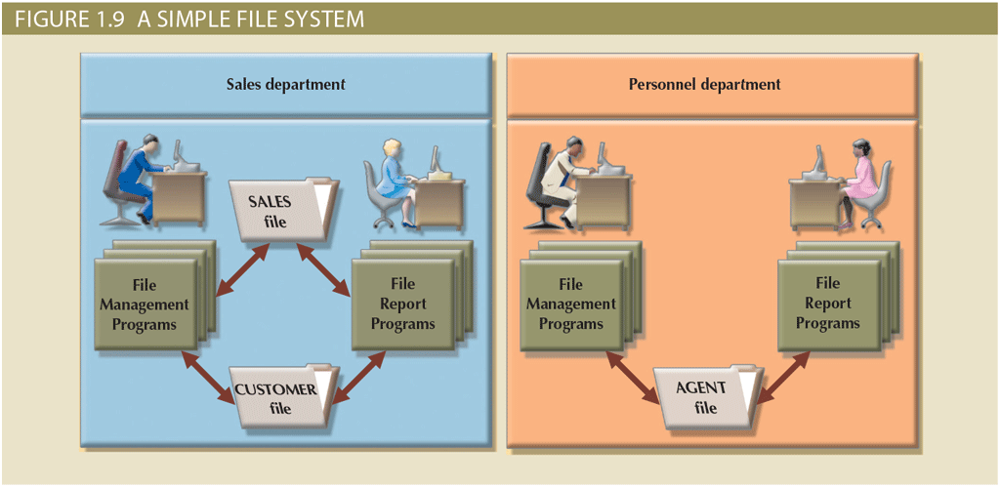 FIGURE 1.9 A SIMPLE FILE SYSTEM
Sales department
SALES
file
File
Management
Programs
File
Report
Programs
CUSTOMER
file
Personnel department
File
Management
Programs
File
Report
Programs
AGENT
file